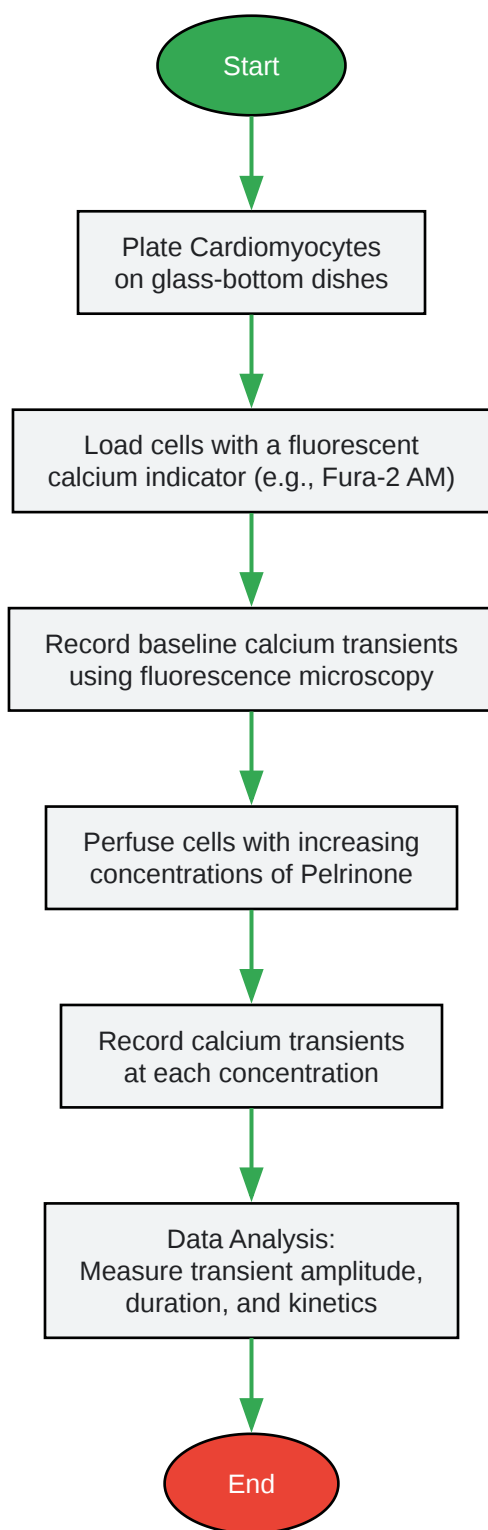 Start
Plate Cardiomyocytes
on glass-bottom dishes
Load cells with a fluorescent
calcium indicator (e.g., Fura-2 AM)
Record baseline calcium transients
using fluorescence microscopy
Perfuse cells with increasing
concentrations of Pelrinone
Record calcium transients
at each concentration
Data Analysis:
Measure transient amplitude,
duration, and kinetics
End